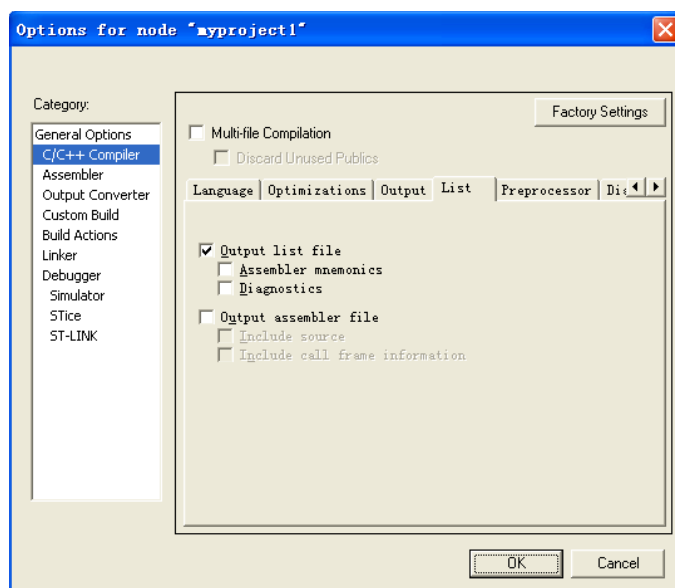 Options for node "myproject1"
Category:
Factory Settings
General Options
C/C++ Compiler
Assembler
Output Converter
Custom Build
Build Actions
Linker
Debugger
Simulator
STice
ST-LINK
Multi-file Compilation
Discard Unused Publics
Language
Optimizations
Output
List
Preprocessor
Output list file
Assembler mnemonics
Diagnostics
Output assembler file
Include source
Include call frame information
OK
Cancel